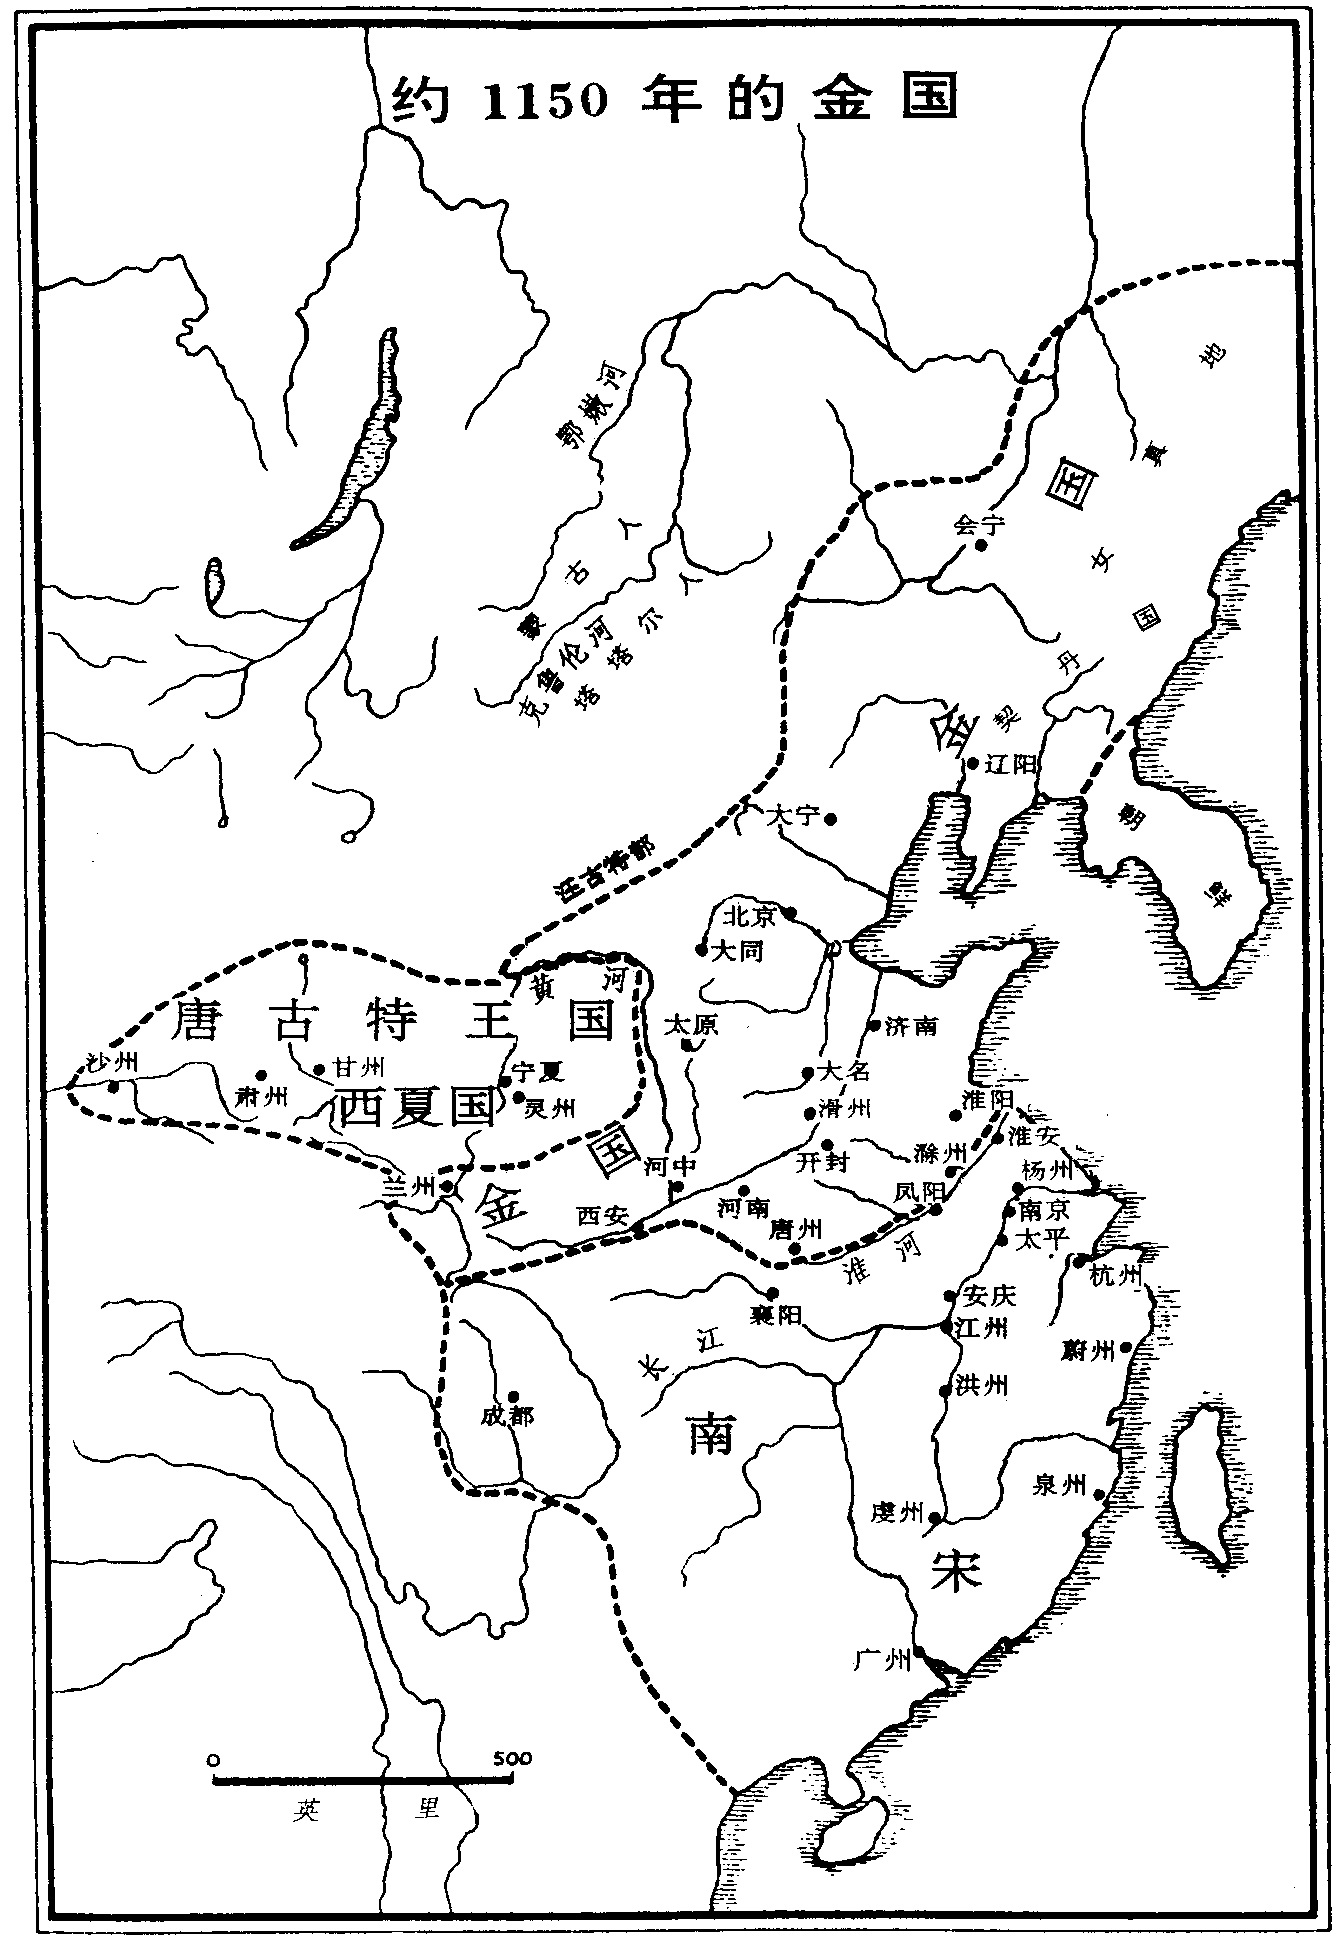 约 1150 年的金国
鄂嫩河
蒙古人
克鲁伦河
塔塔尔人
地
真
女
国
会宁
国
丹
契
金
辽阳
大宁
朝鲜
汪古特部
北京
大同
黄河
唐古特王国
太原
济南
沙州
肃州
甘州
西夏国
宁夏
灵州
大名
滑州
淮阳
淮安
开封
滁州
杨州
国
河中
兰州
金
西安
河南
凤阳
南京
唐州
太平
淮河
杭州
襄阳
安庆
江州
长江
蔚州
洪州
成都
南
泉州
虔州
宋
广州
0 500
英里